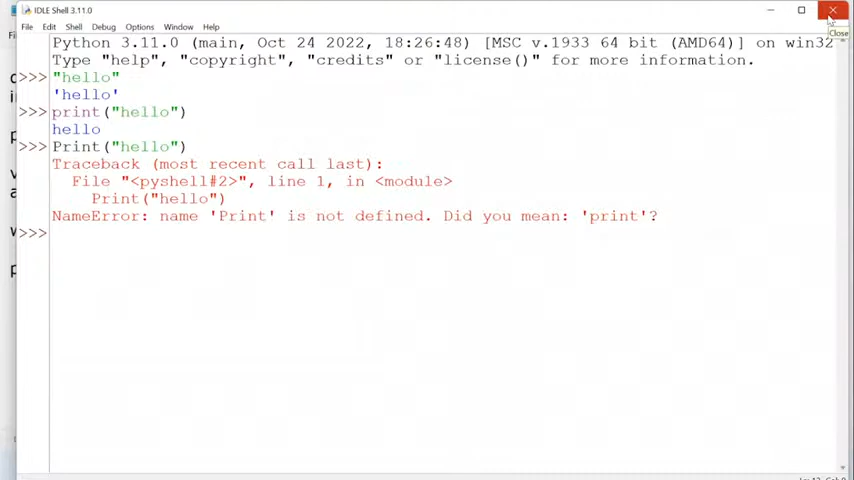 IDLE Shell 3.11.0
File Edit Shell Debug Options Window Help
Close
Python 3.11.0 (main, Oct 24 2022, 18:26:48) [MSC v.1933 64 bit (AMD64)] on win32
Type "help", "copyright", "credits" or "license()" for more information.
>>> "hello"
'hello'
>>> print("hello")
hello
>>> Print("hello")
Traceback (most recent call last):
File "<pyshell#2>", line 1, in <module>
Print("hello")
NameError: name 'Print' is not defined. Did you mean: 'print'?
>>>